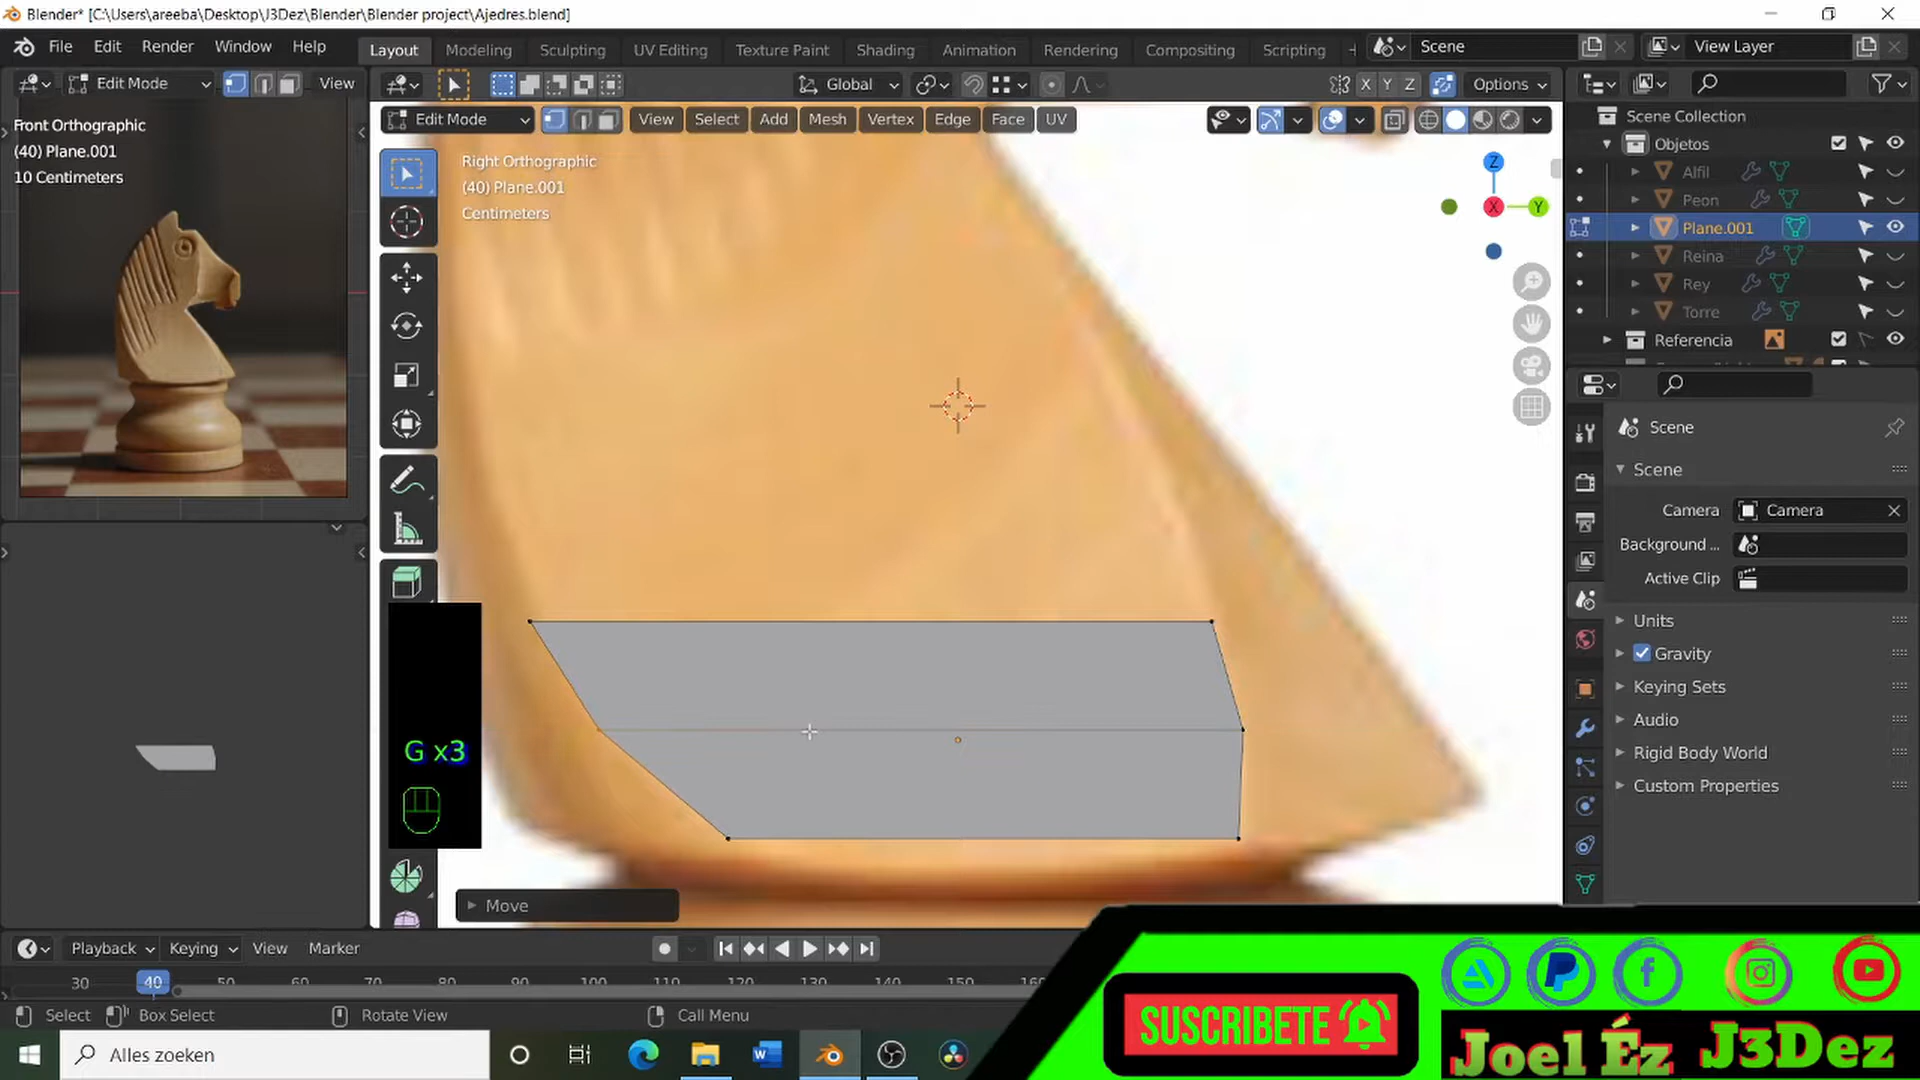 Blender* [C:\Users\areeba\Desktop\J3Dez\Blender\Blender project\Ajedres.blend]
File Edit Render Window Help
Layout Modeling Sculpting UV Editing Texture Paint Shading Animation Rendering Compositing Scripting
Scene
View Layer
Edit Mode View
Global
X Y Z Options
Edit Mode View Select Add Mesh Vertex Edge Face UV
Front Orthographic
(40) Plane.001
10 Centimeters
Right Orthographic
(40) Plane.001
Centimeters
Z
X
Y
Scene Collection
Objetos
Alfil
Peon
Plane.001
Reina
Rey
Torre
Referencia
Scene
Scene
Camera Camera
Background ...
Active Clip
Units
Gravity
Keying Sets
Audio
Rigid Body World
Custom Properties
G x3
Move
Playback Keying View Marker
30 40 50 60 70 80 90 100 110 120 130 140 150 160
Select Box Select Rotate View Call Menu
Alles zoeken
SUSCRIBETE
Joel Éz J3Dez